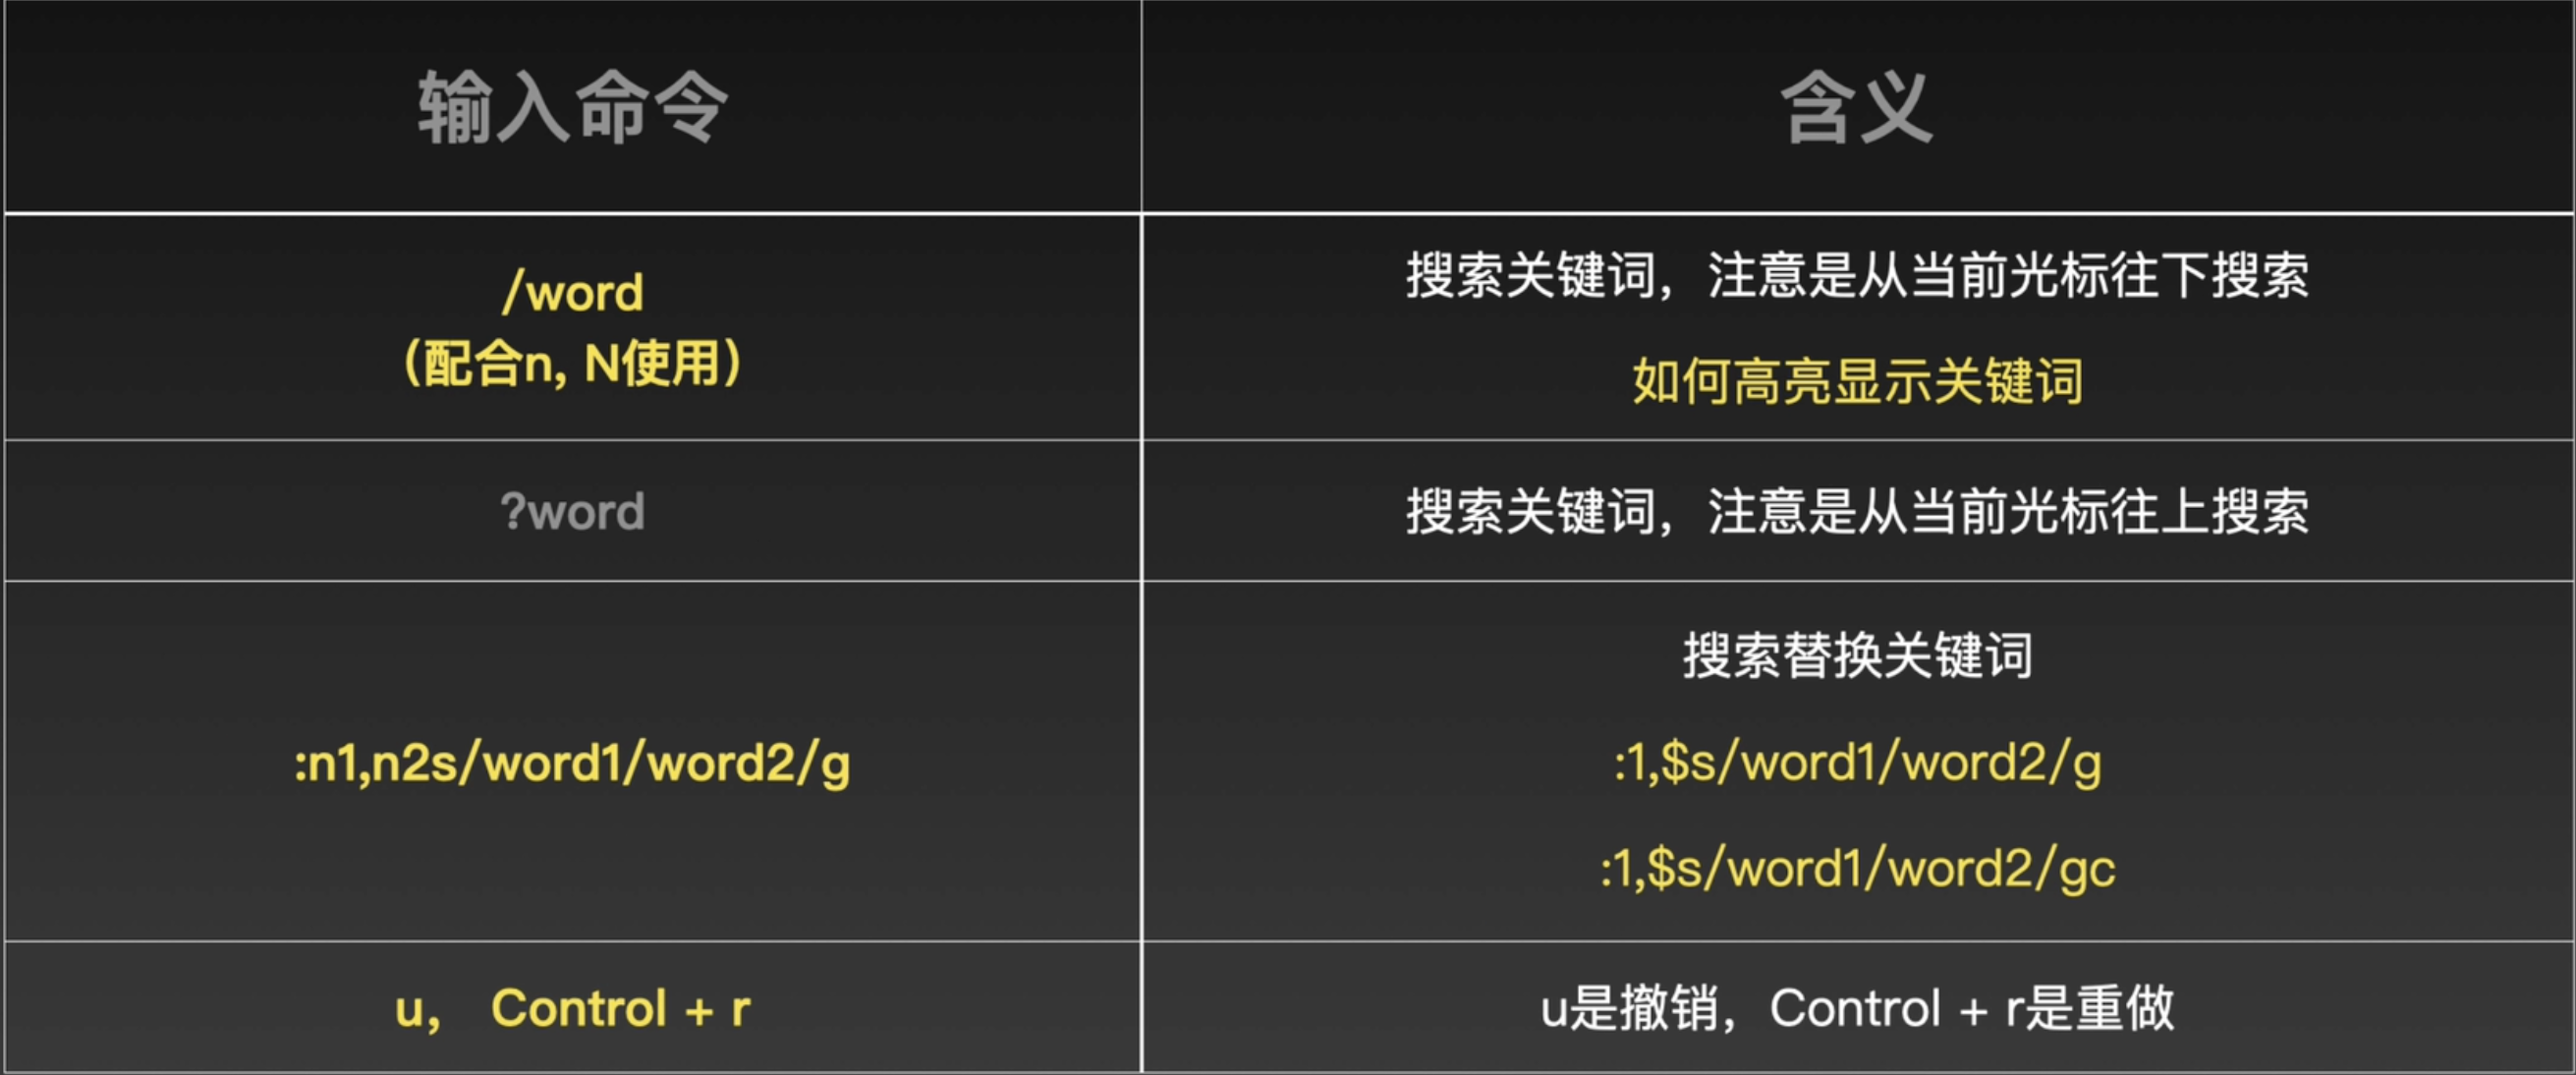 输入命令
含义
/word
（配合n, N使用）
搜索关键词，注意是从当前光标往下搜索
如何高亮显示关键词
?word
搜索关键词，注意是从当前光标往上搜索
:n1,n2s/word1/word2/g
搜索替换关键词
:1,$s/word1/word2/g
:1,$s/word1/word2/gc
u， Control + r
u是撤销，Control + r是重做